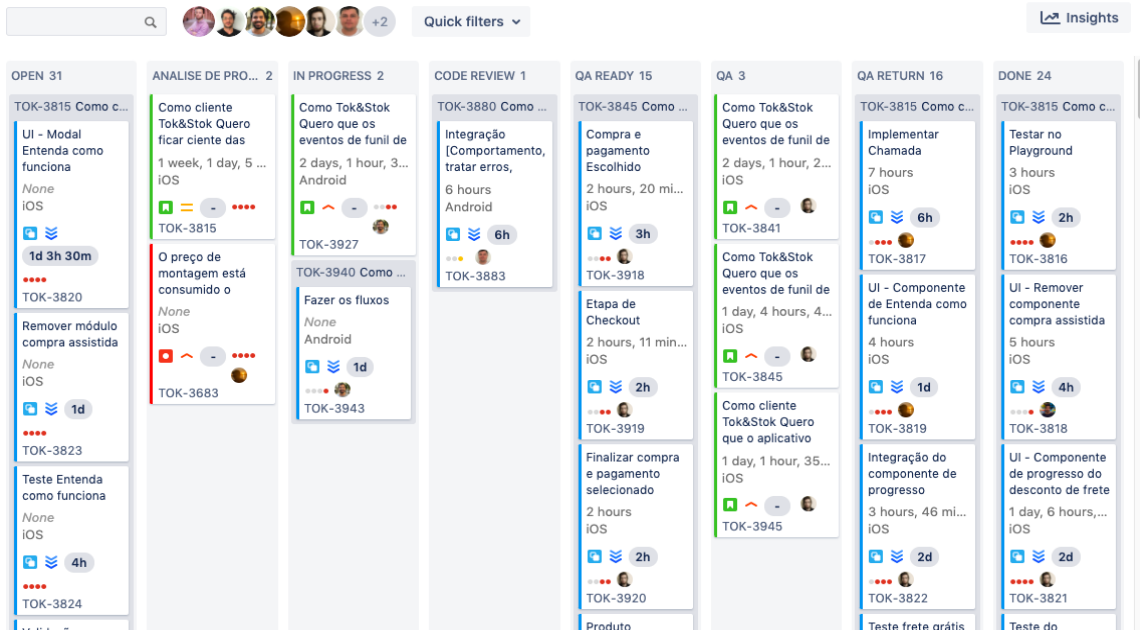 +2
Quick filters
Insights
OPEN 31
TOK-3815 Como c...
UI - Modal
Entenda como
funciona
None
iOS
1d 3h 30m
TOK-3820
Remover módulo
compra assistida
None
iOS
1d
TOK-3823
Teste Entenda
como funciona
None
iOS
4h
TOK-3824
ANALISE DE PRO... 2
Como cliente
Tok&Stok Quero
ficar ciente das
1 week, 1 day, 5 ...
iOS
-
TOK-3815
O preço de
montagem está
consumido o
None
iOS
-
TOK-3683
IN PROGRESS 2
Como Tok&Stok
Quero que os
eventos de funil de
2 days, 1 hour, 3...
Android
-
TOK-3927
TOK-3940 Como ...
Fazer os fluxos
None
Android
1d
TOK-3943
CODE REVIEW 1
TOK-3880 Como ...
Integração
[Comportamento,
tratar erros,
6 hours
Android
6h
TOK-3883
QA READY 15
TOK-3845 Como ...
Compra e
pagamento
Escolhido
2 hours, 20 min...
iOS
3h
TOK-3918
Etapa de
Checkout
2 hours, 11 min...
iOS
2h
TOK-3919
Finalizar compra
e pagamento
selecionado
2 hours
iOS
2h
TOK-3920
Produto
QA 3
Como Tok&Stok
Quero que os
eventos de funil de
2 days, 1 hour, 2...
iOS
-
TOK-3841
Como Tok&Stok
Quero que os
eventos de funil de
1 day, 4 hours, 4...
iOS
-
TOK-3845
Como cliente
Tok&Stok Quero
que o aplicativo
1 day, 1 hour, 35...
iOS
-
TOK-3945
QA RETURN 16
TOK-3815 Como c...
Implementar
Chamada
7 hours
iOS
6h
TOK-3817
UI - Componente
de Entenda como
funciona
4 hours
iOS
1d
TOK-3819
Integração do
componente de
progresso
3 hours, 46 mi...
iOS
2d
TOK-3822
Teste frete grátis
DONE 24
TOK-3815 Como c...
Testar no
Playground
3 hours
iOS
2h
TOK-3816
UI - Remover
componente
compra assistida
5 hours
iOS
4h
TOK-3818
UI - Componente
de progresso do
desconto de frete
1 day, 6 hours,...
iOS
2d
TOK-3821
Teste do